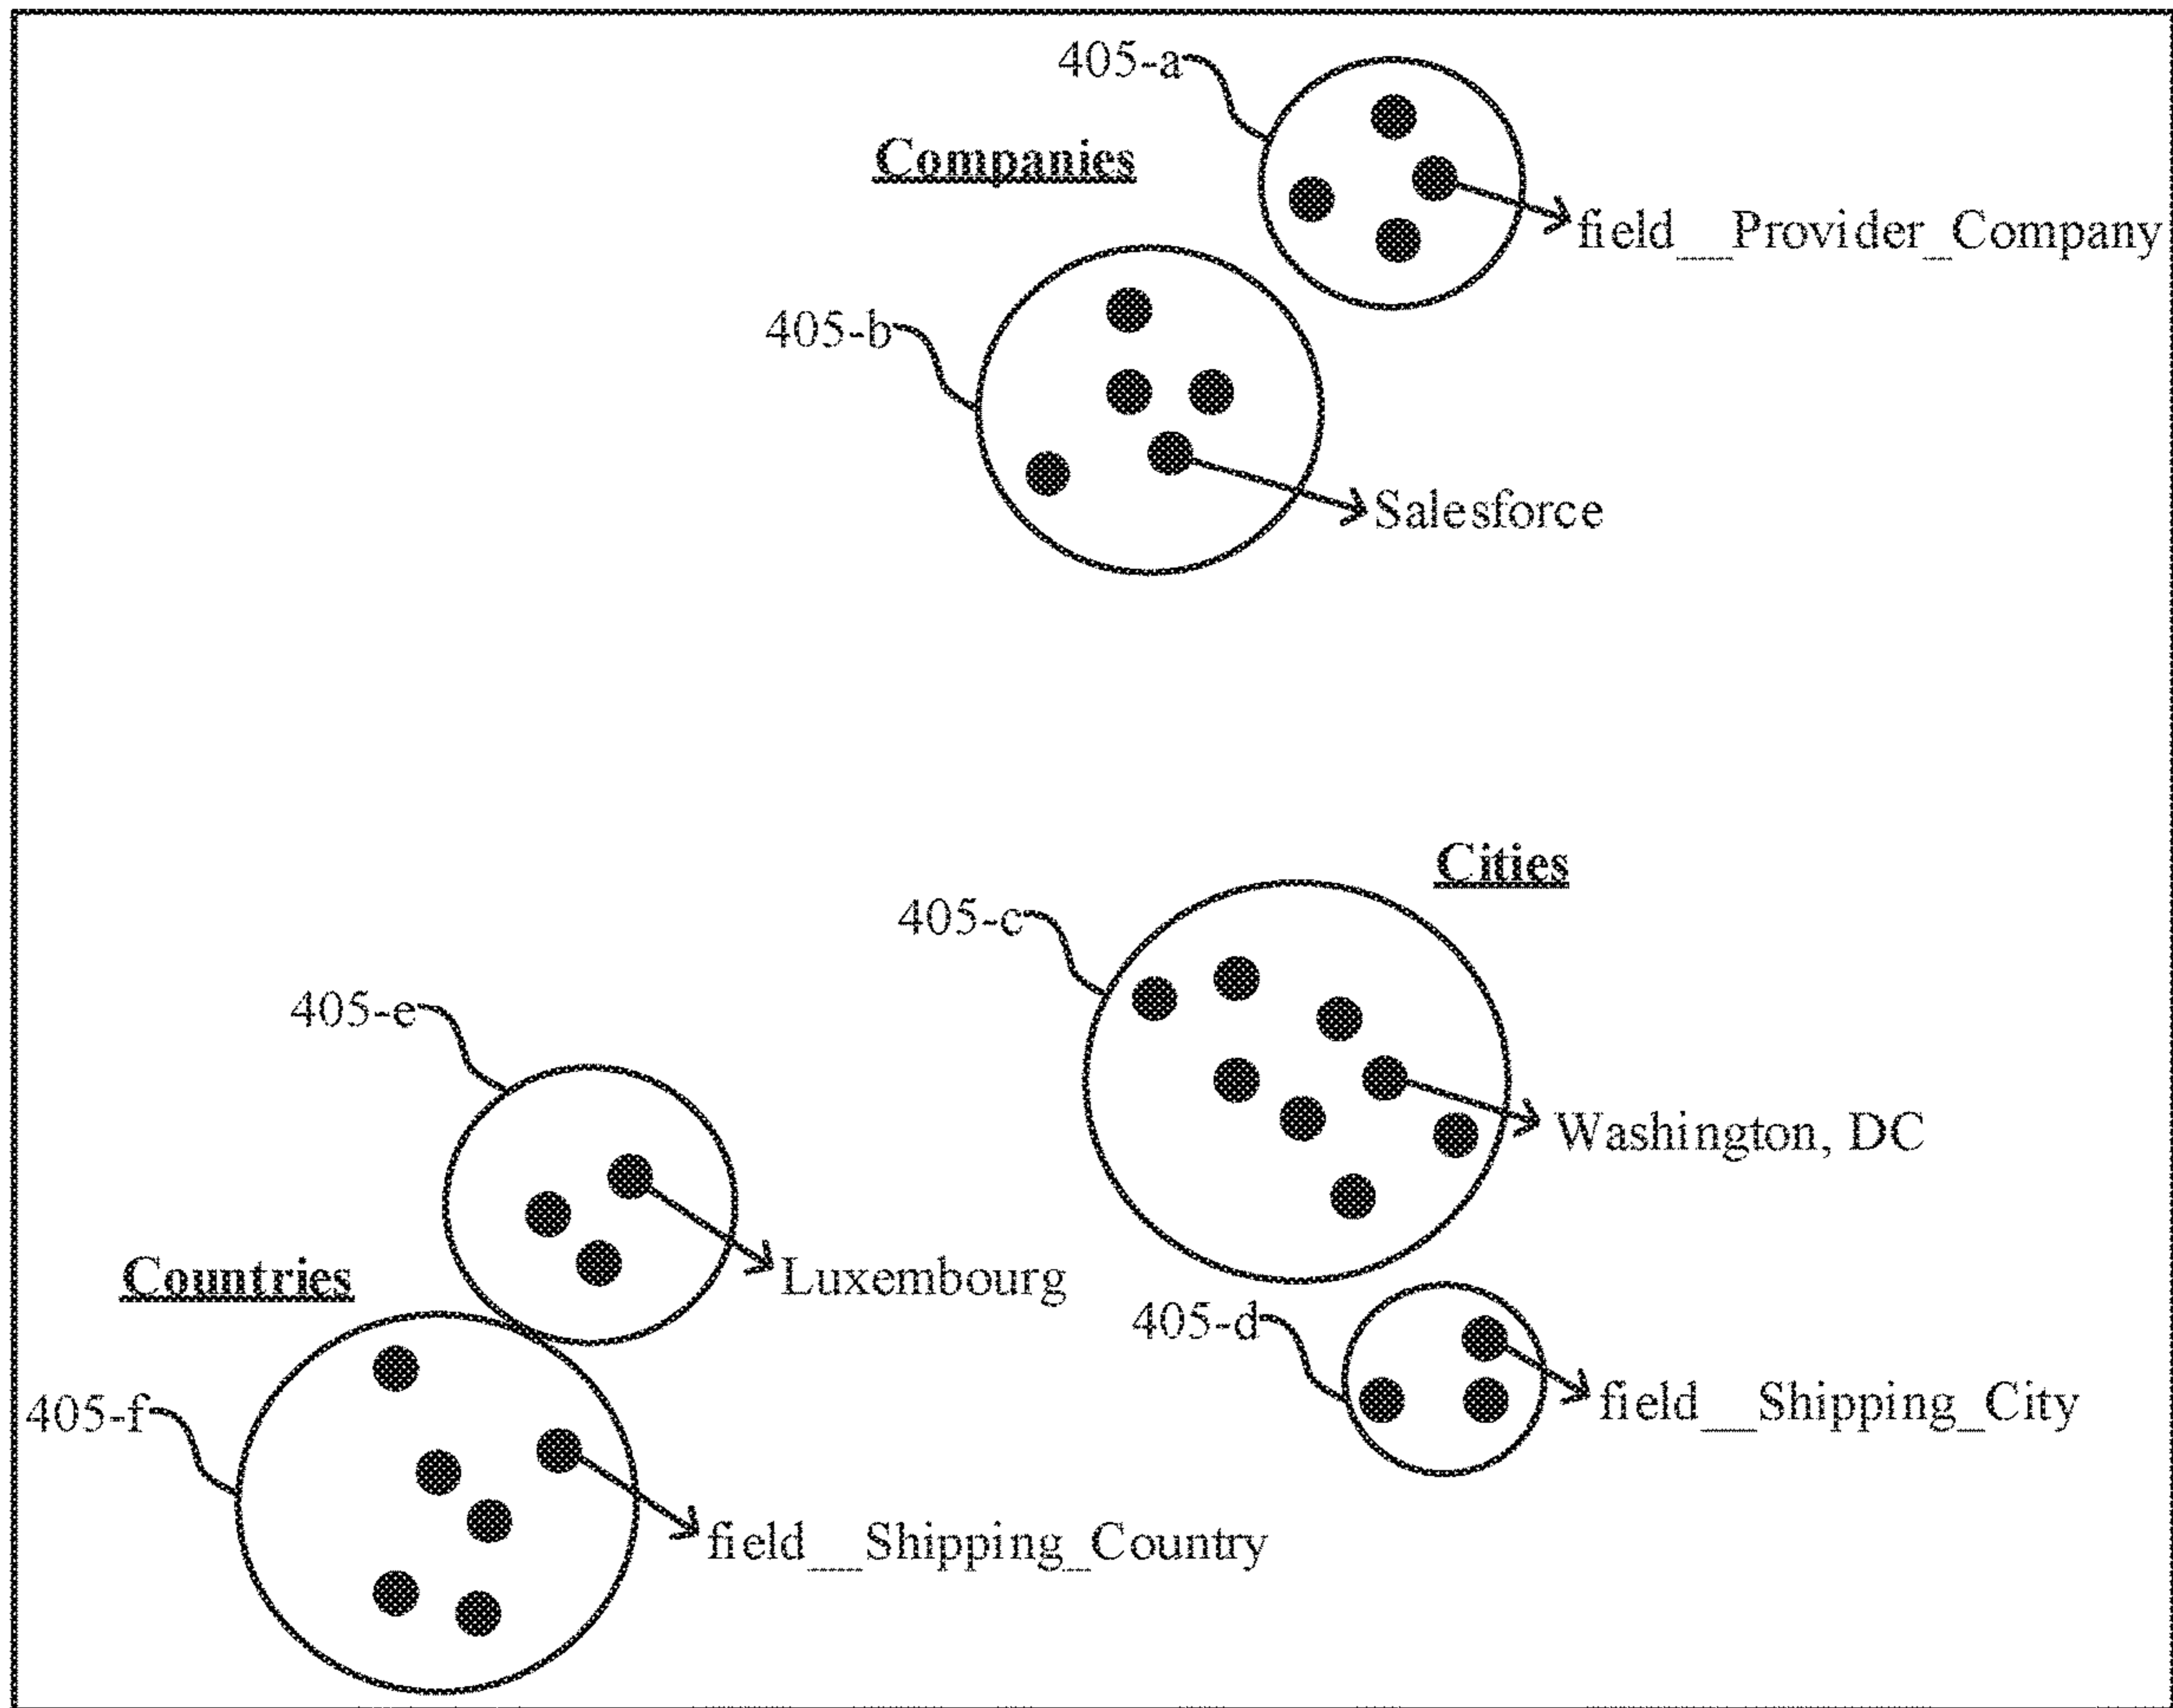 405-a
Companies
field__Provider_Company
405-b
Salesforce
Cities
405-c
405-e
Washington, DC
Countries
Luxembourg
405-d
405-f
field__Shipping_City
field__Shipping_Country